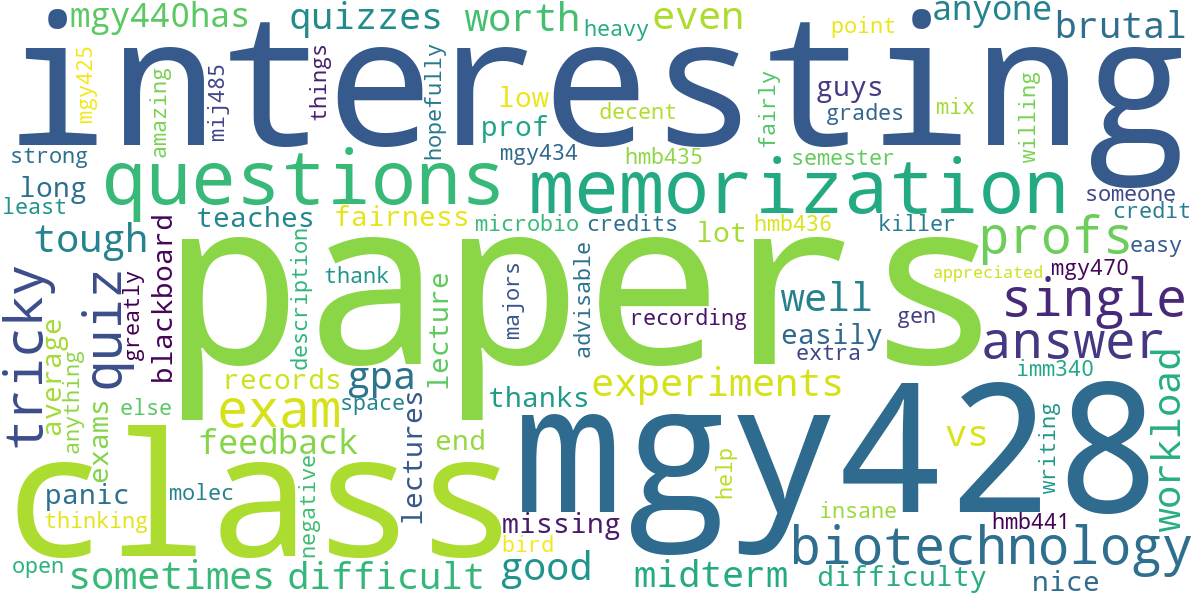 mgy440has
quizzes
worth
heavy
even
point
anyone
brutal
interesting
mgy425
amazing
mij485
things
hopefully
low
prof
decent
fairly
guys
grades
mix
willing
strong
long
least
questions
mgy434
hmb435
memorization
semester
someone
credit
teaches
fairness
microbio
credits
lot
hmb436
killer
profs
easy
tough
blackboard
papers
description
thank
lecture
majors
advisable
recording
well
easily
extra
gen
appreciated
mgy470
single
answer
tricky
average
anything
quiz
greatly
records
gpa
space
exam
else
exams
feedback
lectures
end
thanks
experiments
vs
imm340
writing
workload
class
mgy428
panic
thinking
molec
negative
missing
bird
help
insane
hmb441
biotechnology
open
sometimes
difficult
good
midterm
difficulty
nice